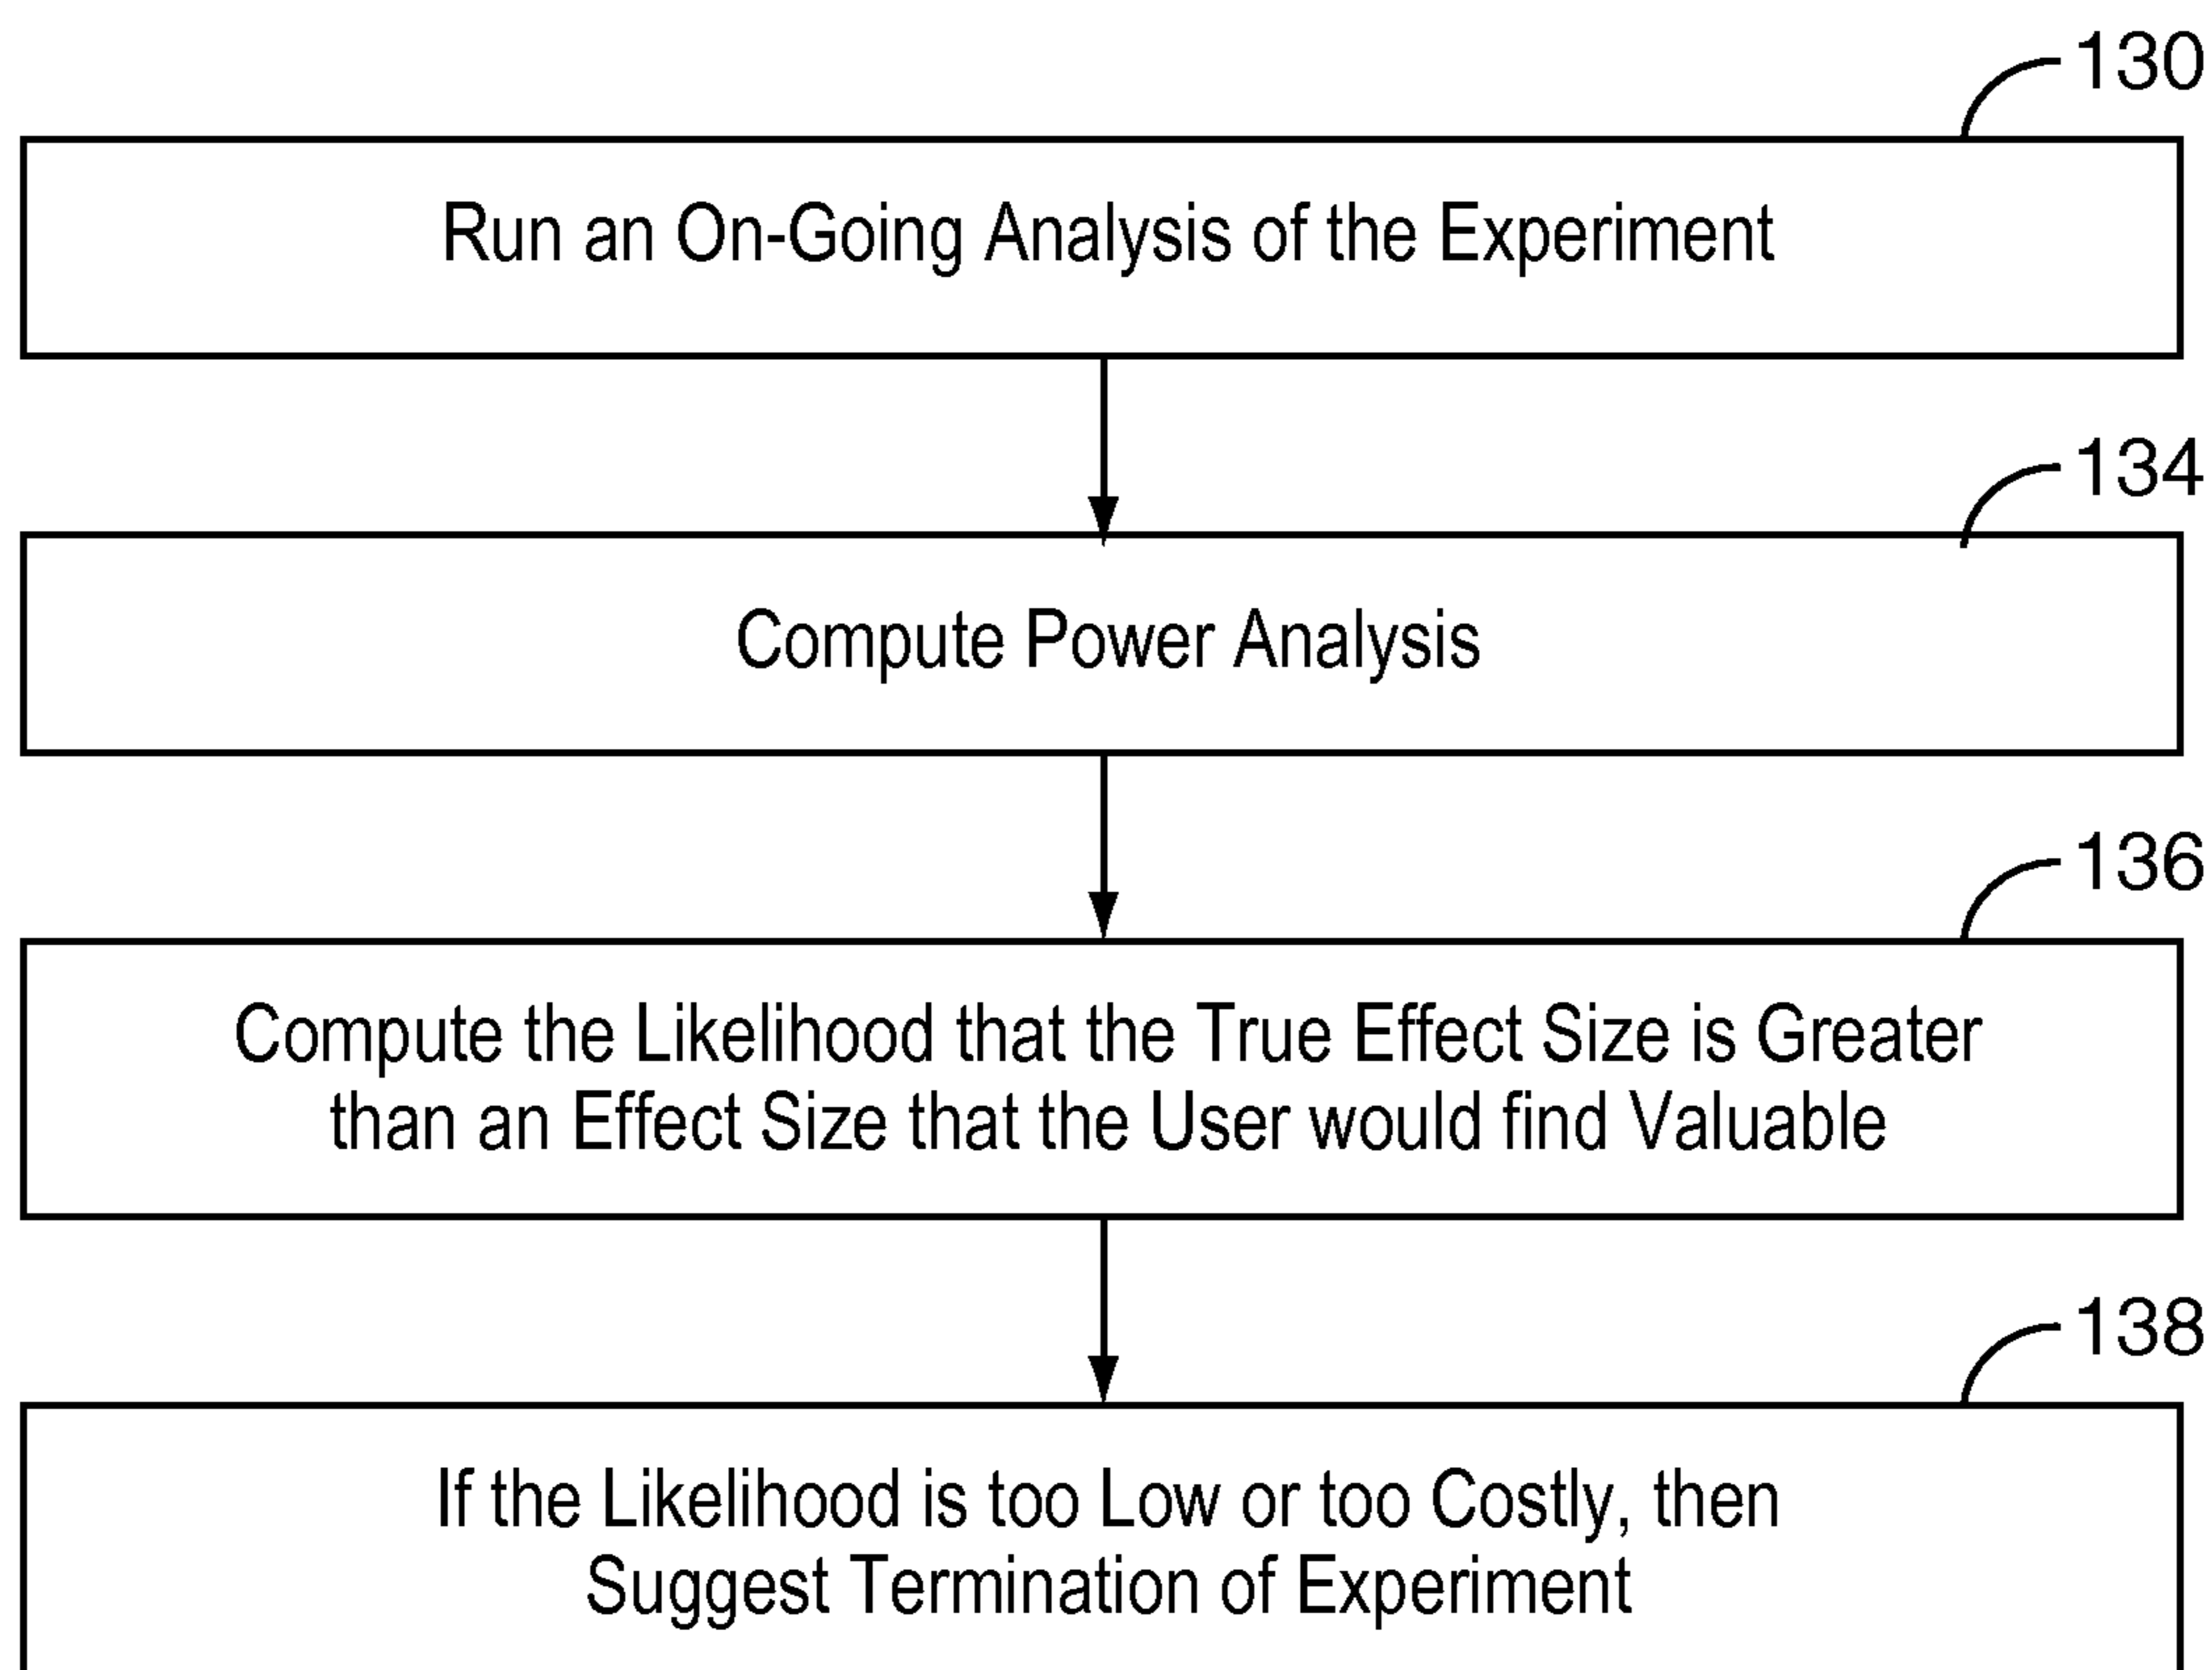 130
Run an On-Going Analysis of the Experiment
134
Compute Power Analysis
136
Compute the Likelihood that the True Effect Size is Greater
than an Effect Size that the User would find Valuable
138
If the Likelihood is too Low or too Costly, then
Suggest Termination of Experiment